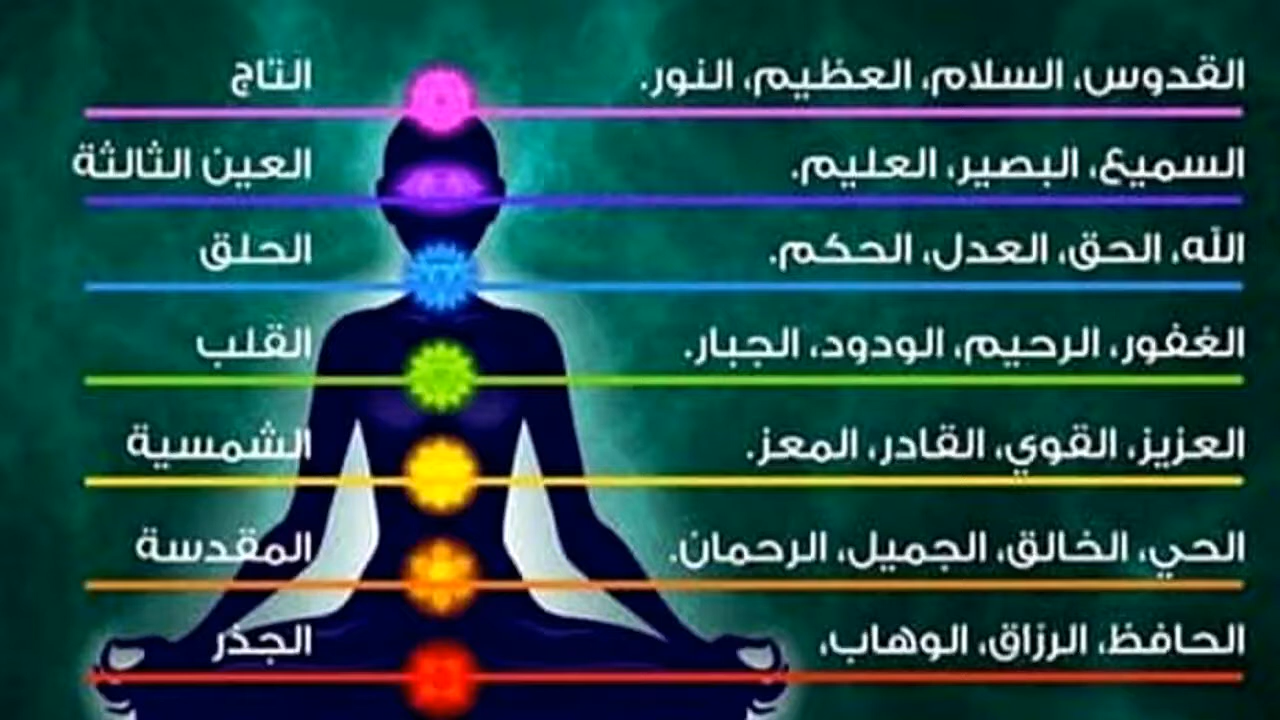 القدوس، السلام، العظيم، النور. التاج
السميع، البصير، العليم. العين الثالثة
الله، الحق، العدل، الحكم. الحلق
الغفور، الرحيم، الودود، الجبار. القلب
العزيز، القوي، القادر، المعز. الشمسية
الحي، الخالق، الجميل، الرحمان. المقدسة
الحافظ، الرزاق، الوهاب، الجذر